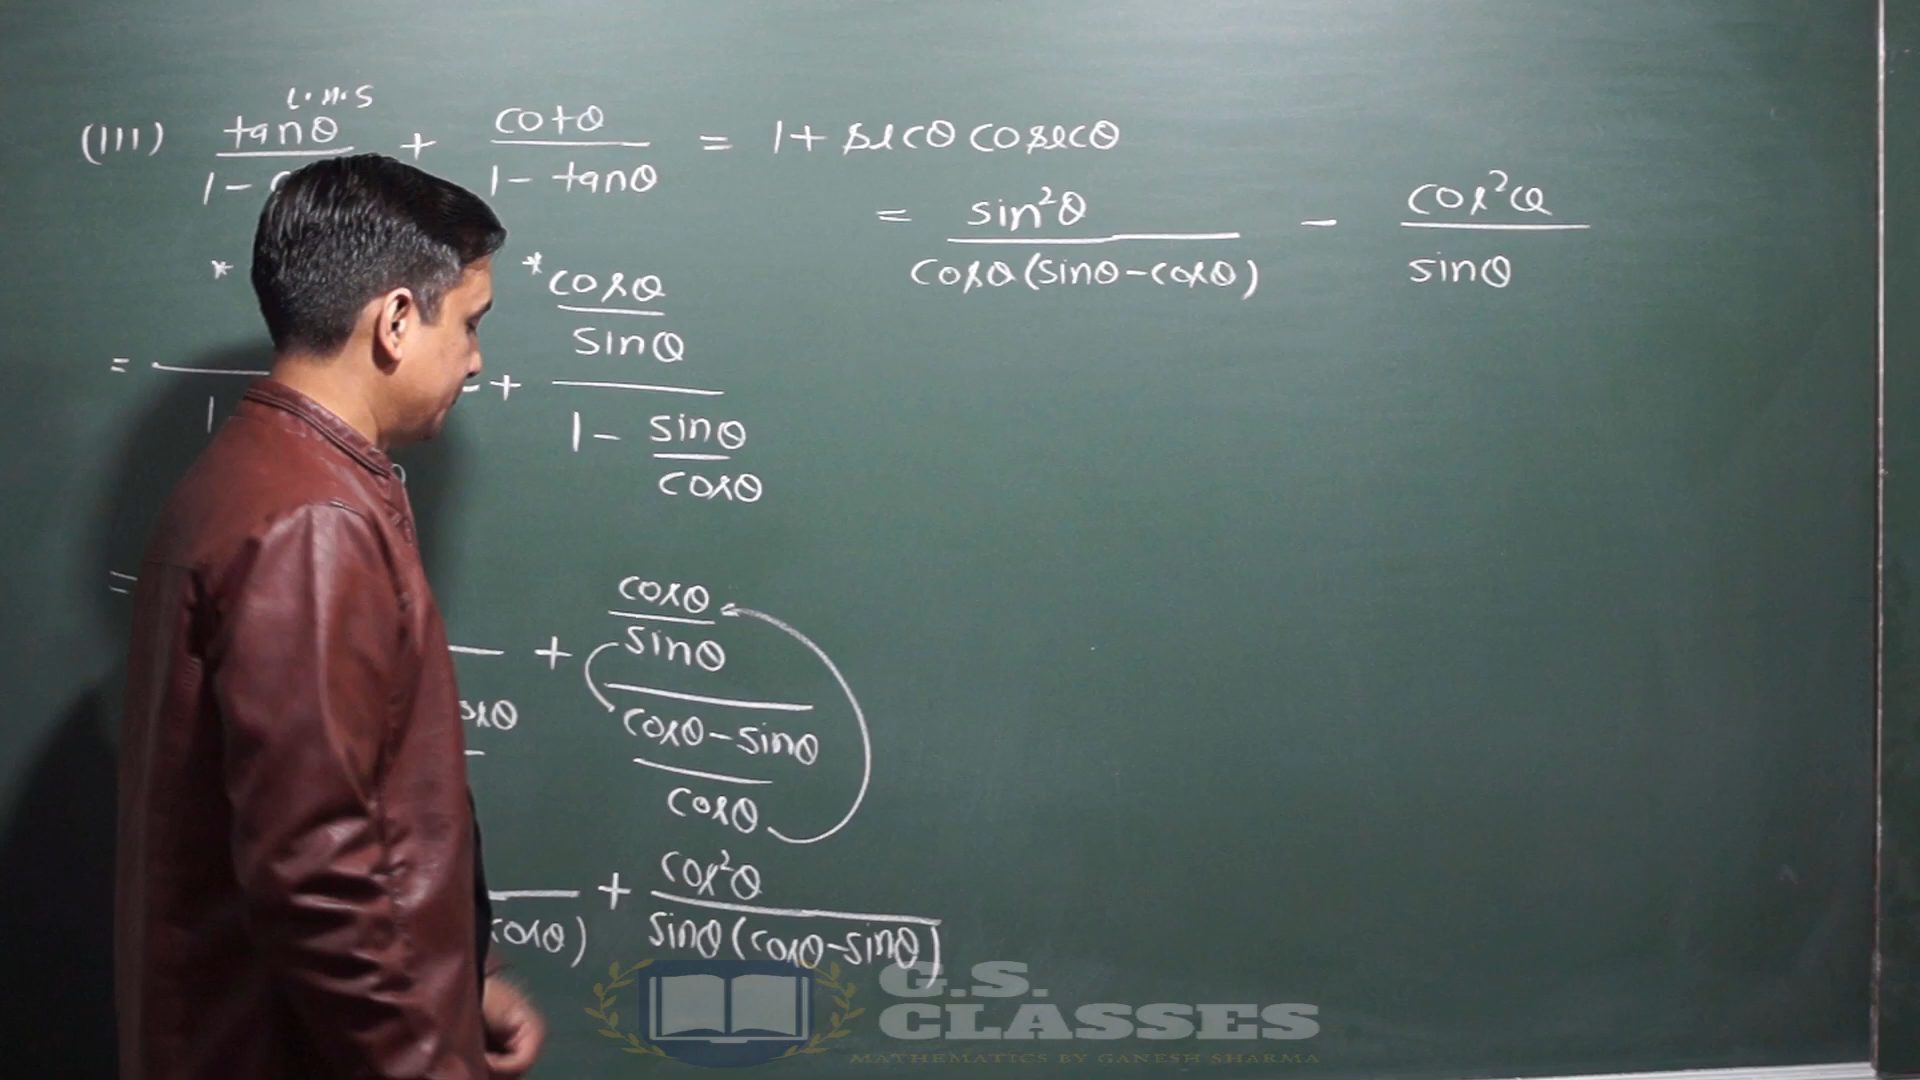 L.H.S
(III) tanθ / 1 - + cotθ / 1 - tanθ = 1 + secθ cosecθ
= sin²θ / cosθ (sinθ - cosθ) - cos²θ / sinθ
* * cosθ / sinθ
= 1 + 1 - sinθ / cosθ
= + cosθ / sinθ
cosθ - sinθ / cosθ
cosθ) + cos²θ / sinθ (cosθ - sinθ)
G.S. CLASSES
MATHEMATICS BY GANESH SHARMA